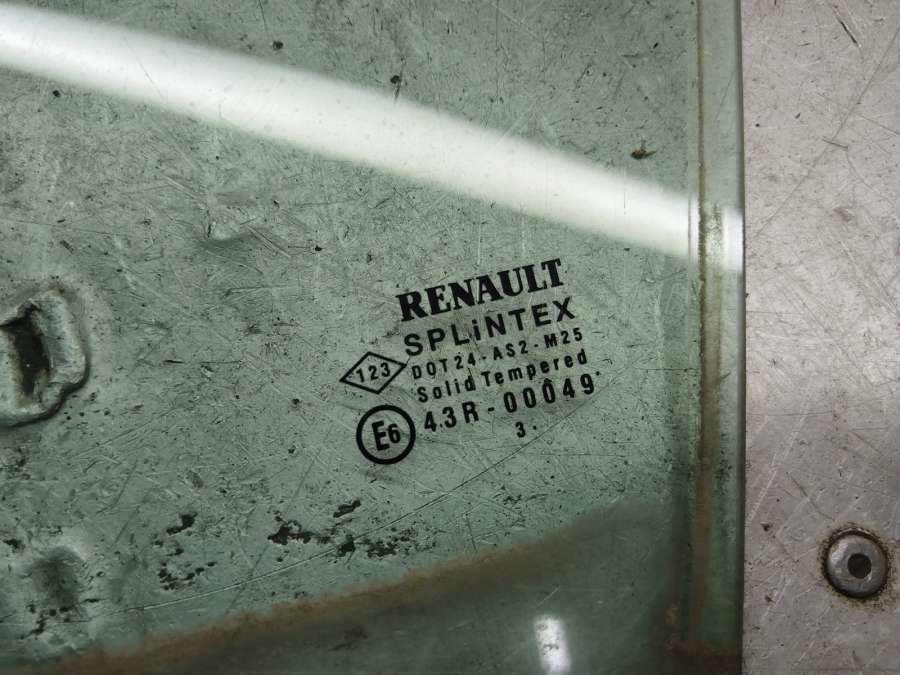 RENAULT
SPLiNTEX
123
DOT24-AS2-M25
Solid Tempered
E6
43R-00049
3.